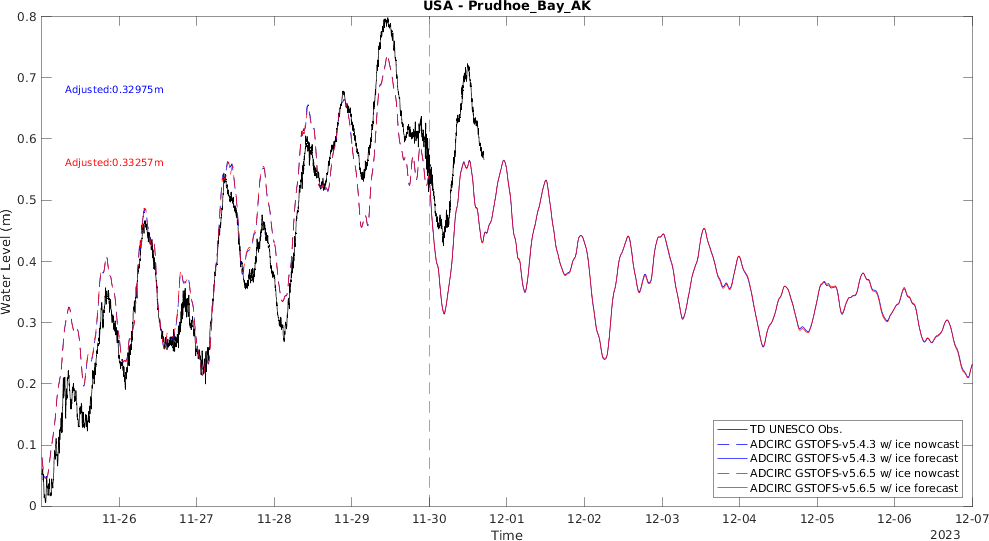 USA - Prudhoe_Bay_AK
0.8
0.7
0.6
0.5
0.4
0.3
0.2
0.1
0
Water Level (m)
Adjusted:0.32975m
Adjusted:0.33257m
TD UNESCO Obs.
ADCIRC GSTOFS-v5.4.3 w/ ice nowcast
ADCIRC GSTOFS-v5.4.3 w/ ice forecast
ADCIRC GSTOFS-v5.6.5 w/ ice nowcast
ADCIRC GSTOFS-v5.6.5 w/ ice forecast
11-26 11-27 11-28 11-29 11-30 12-01 12-02 12-03 12-04 12-05 12-06 12-07
Time
2023